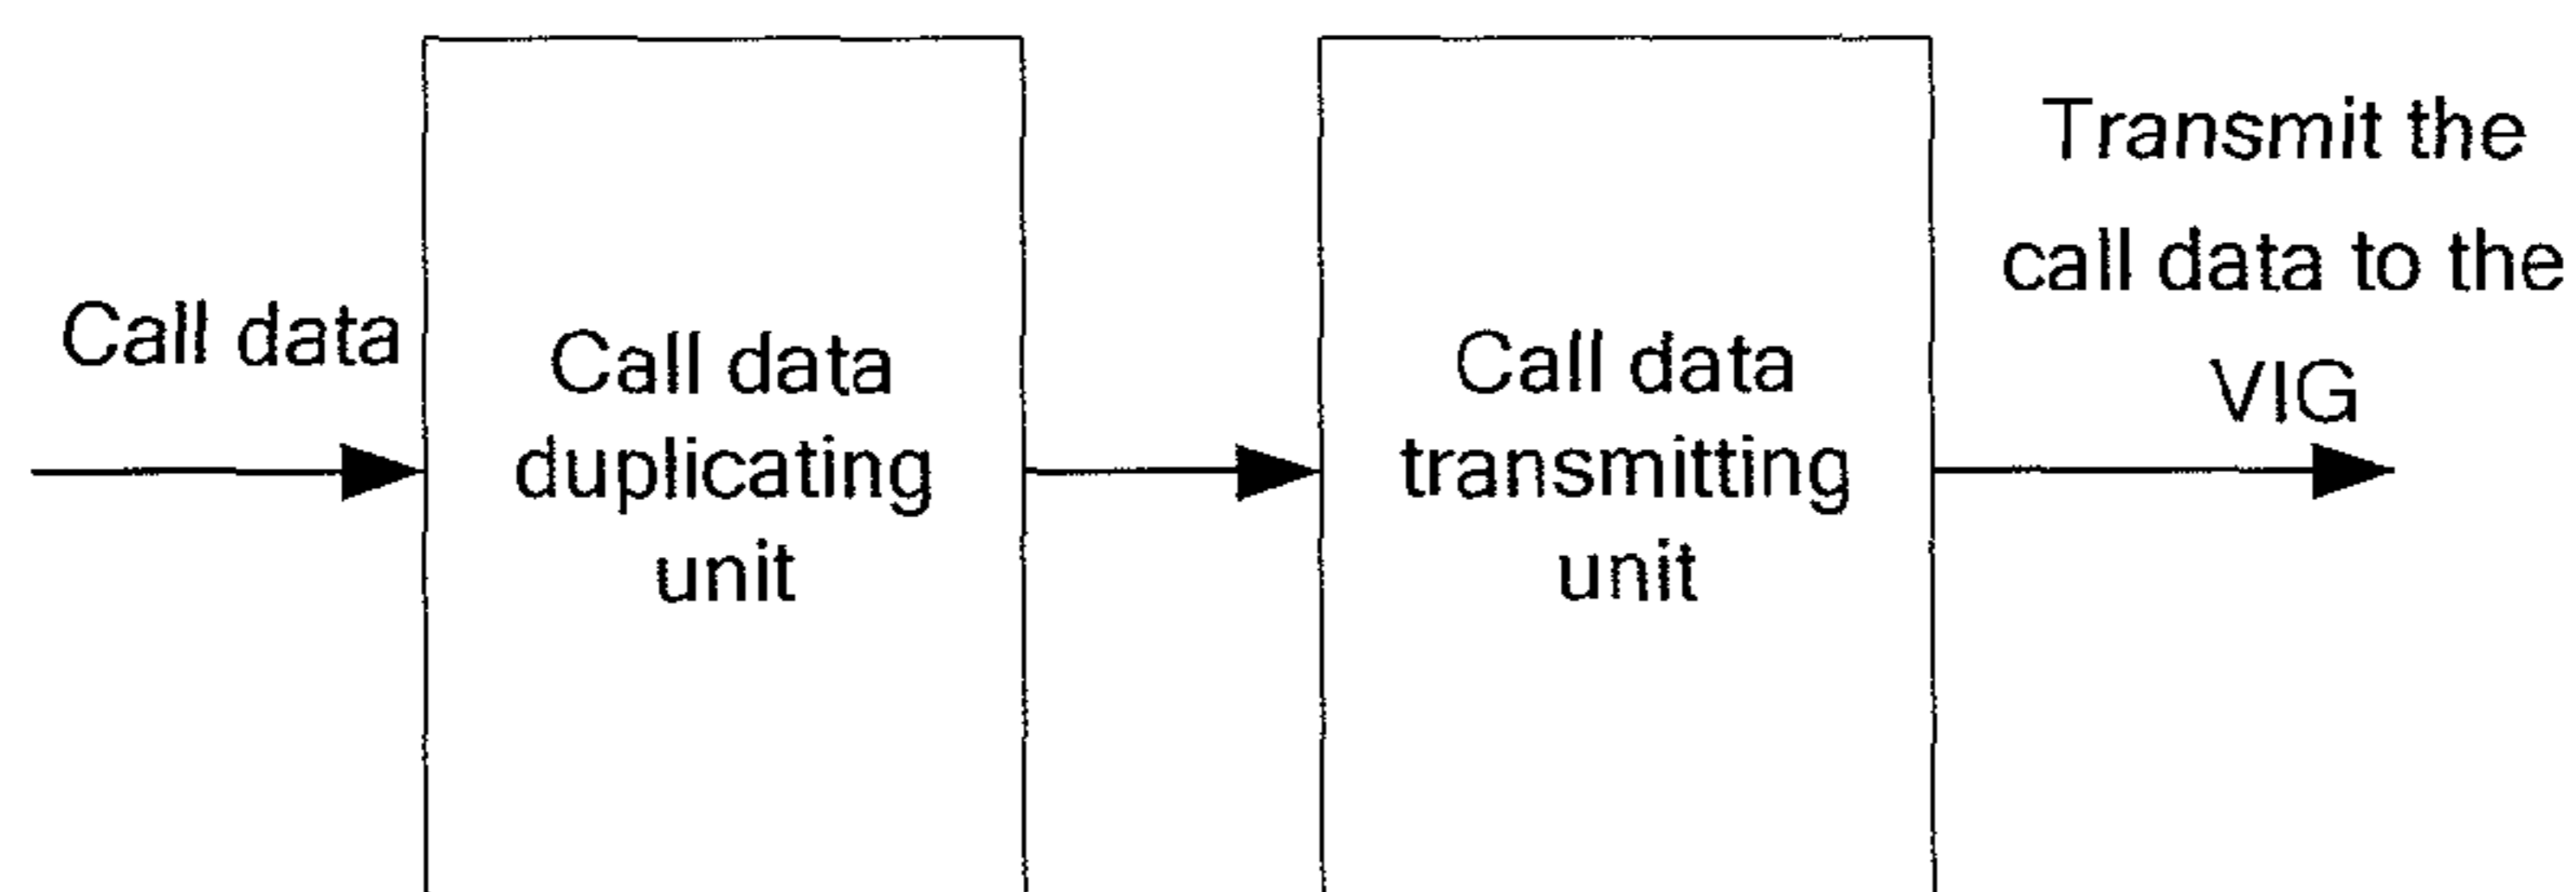 Call data
Call data
duplicating
unit
Call data
transmitting
unit
Transmit the
call data to the
VIG